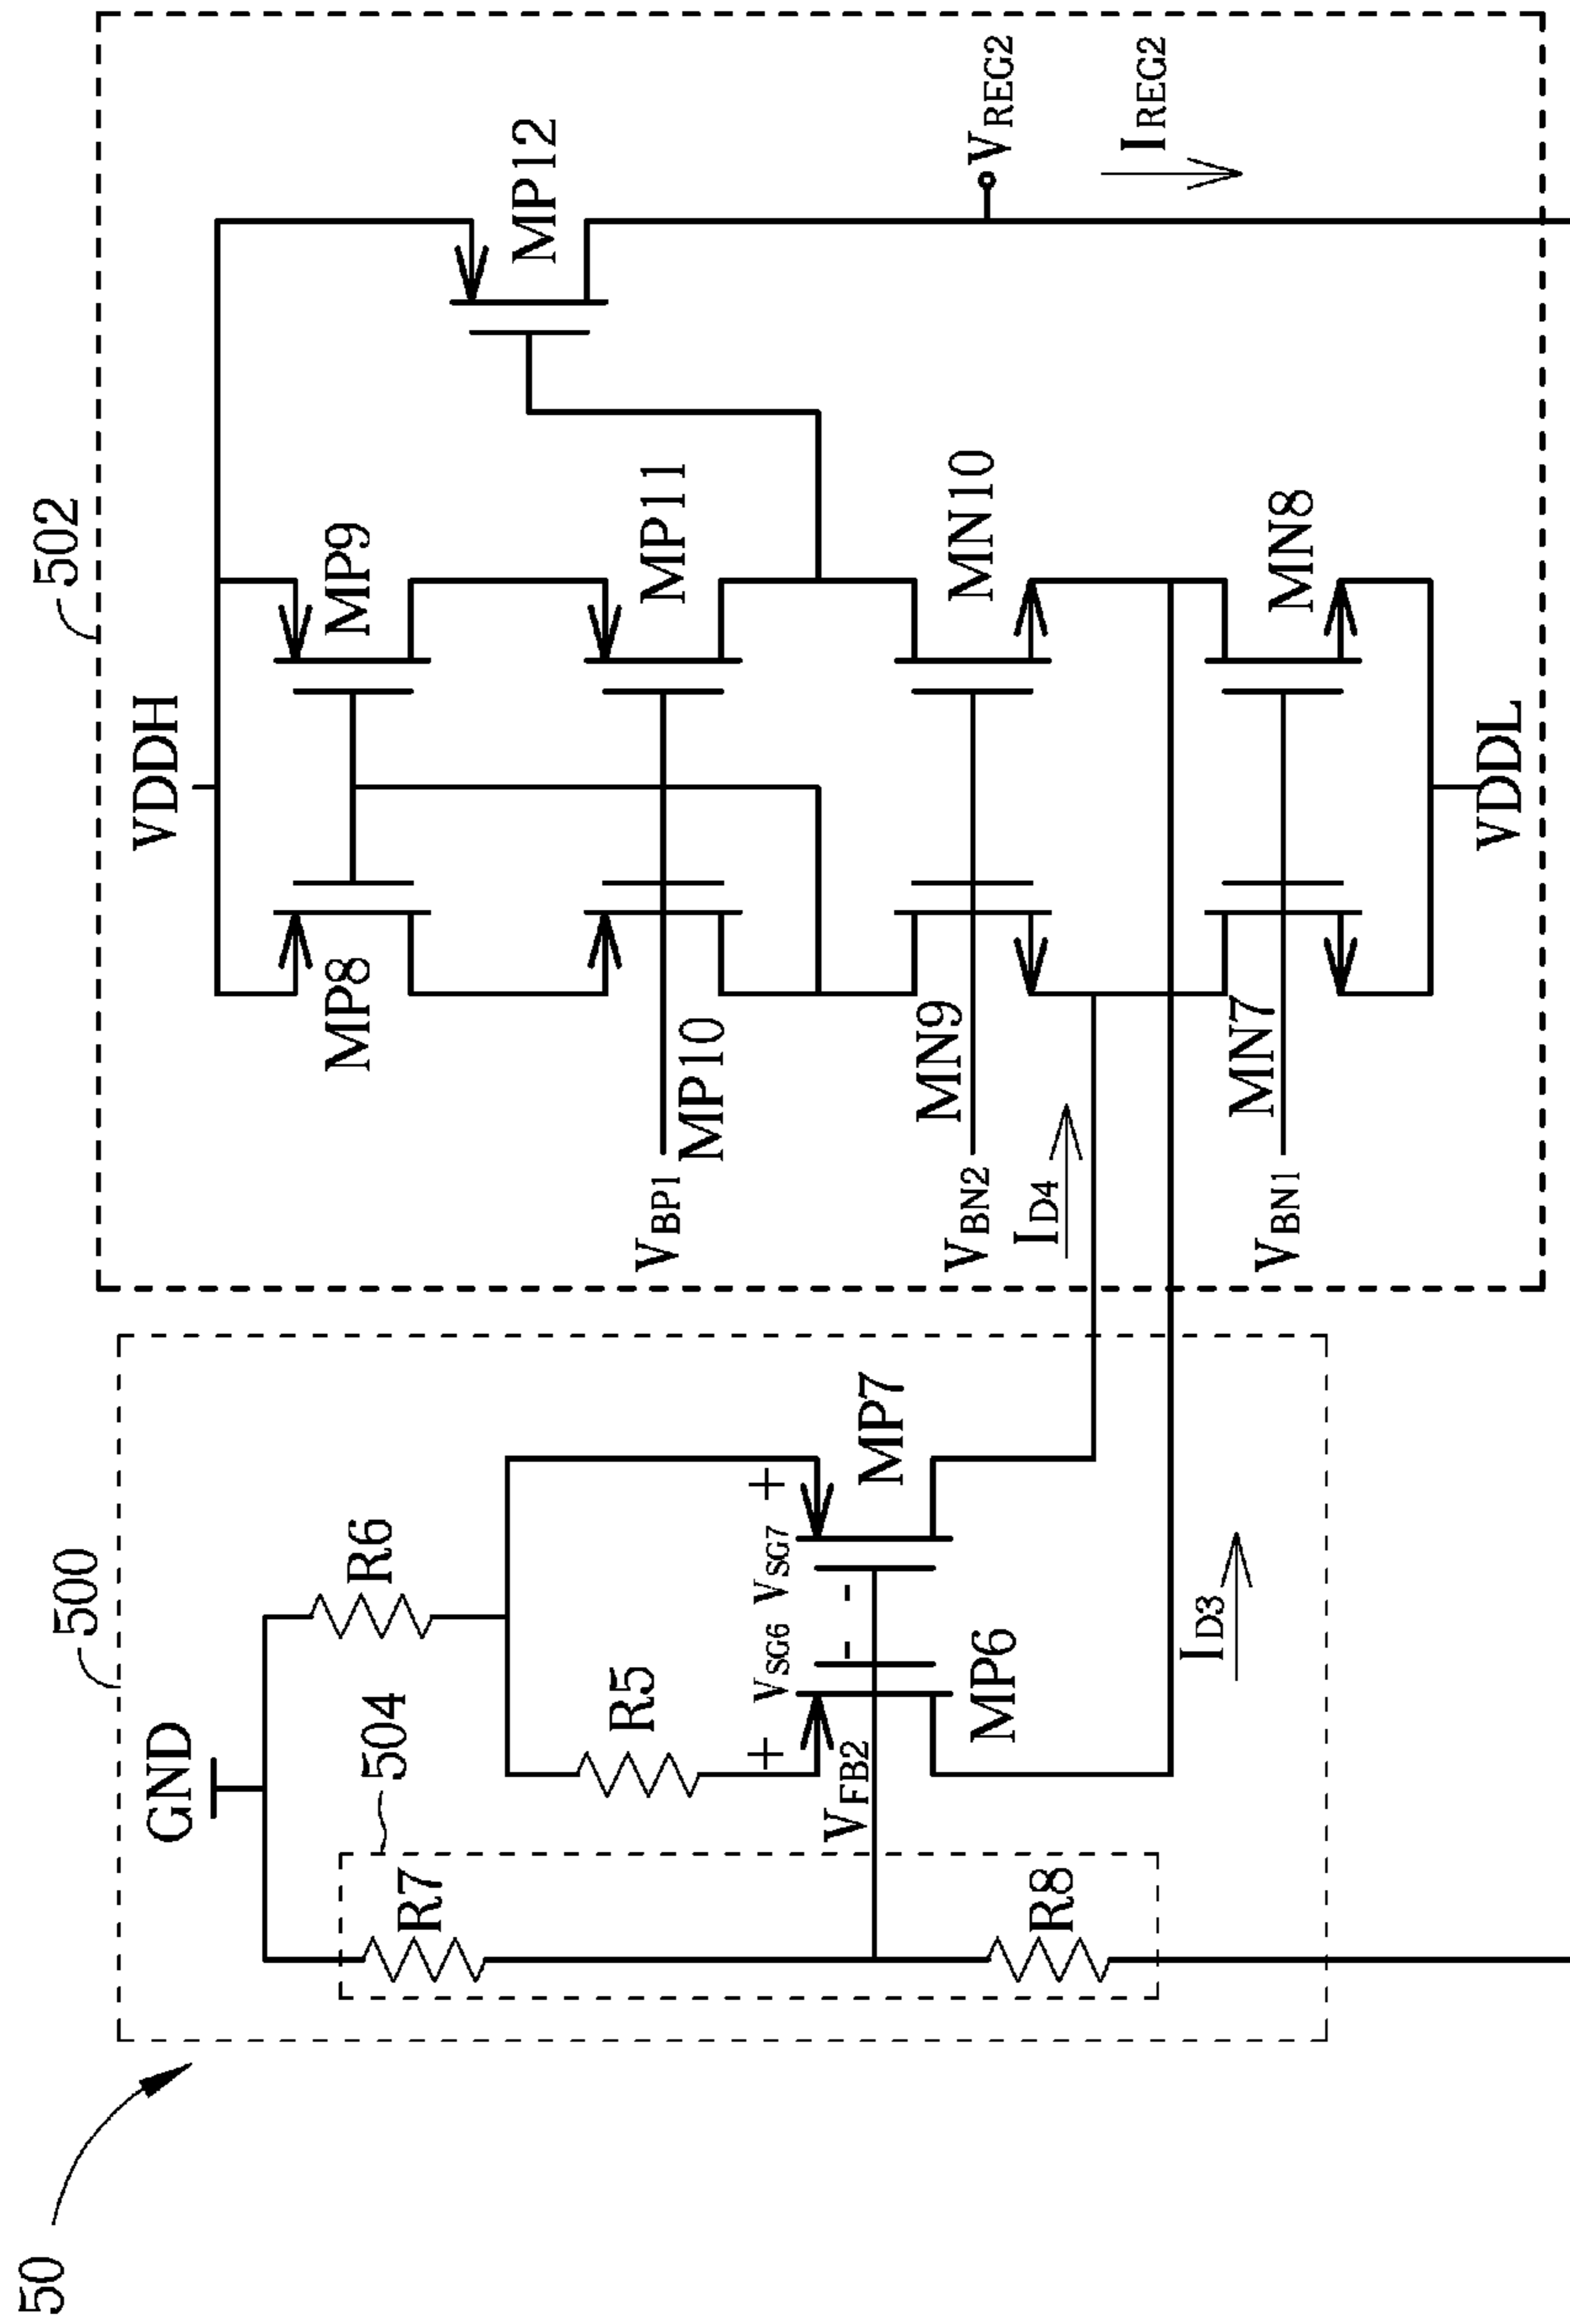 50
500
502
GND
VDDH
R6
R7
504
R5
MP8
MP9
MP12
MP10
MP11
VBP1
VSG6
VSG7
+
+
-
-
VFB2
MP7
MP6
R8
MN9
MN10
VBN2
VREG2
ID4
ID3
IREG2
MN7
MN8
VBN1
VDDL